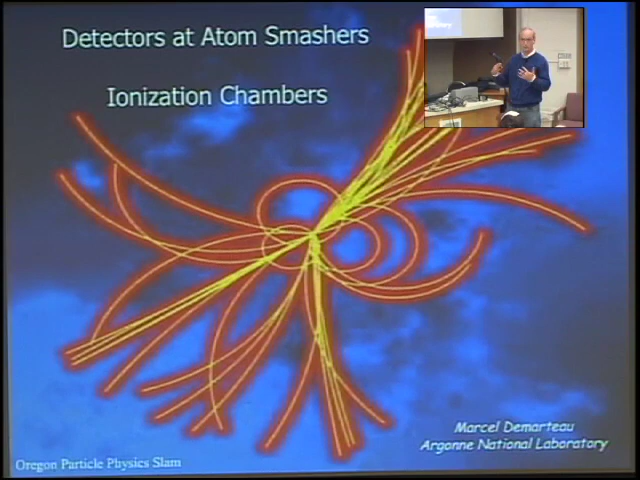 Detectors at Atom Smashers
Ionization Chambers
Marcel Demarteau
Argonne National Laboratory
Oregon Particle Physics Slam